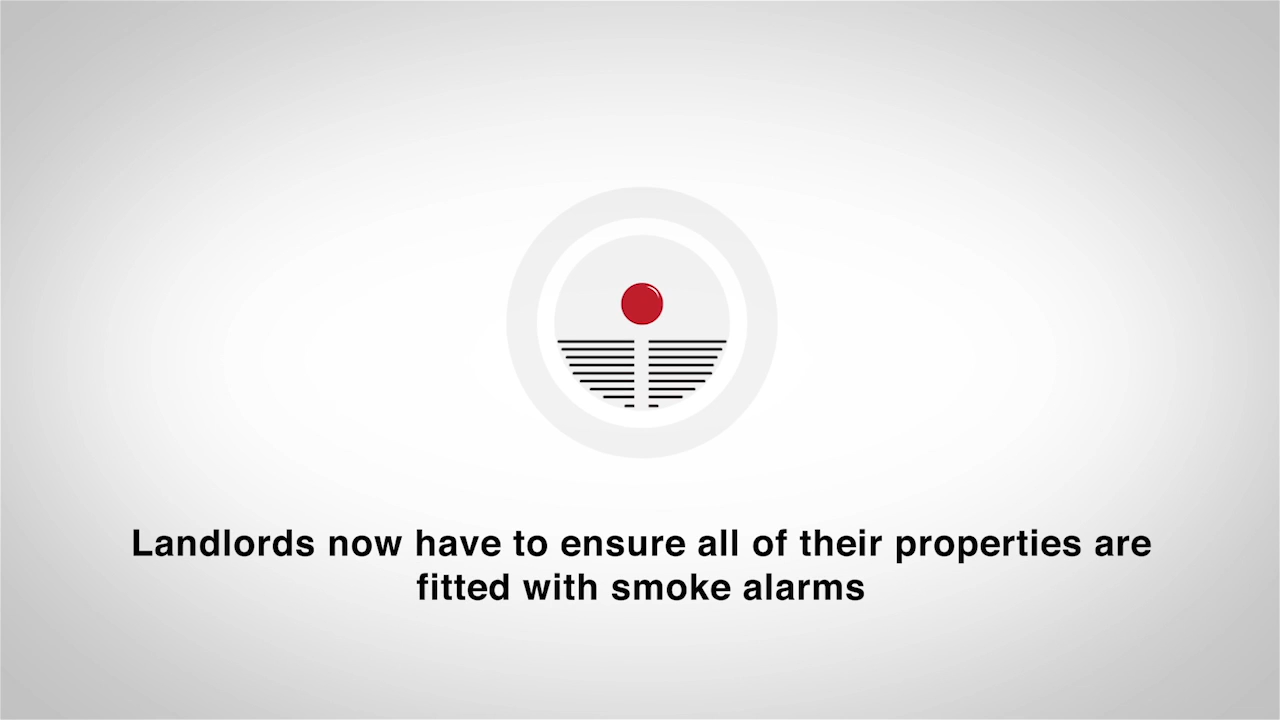 Landlords now have to ensure all of their properties are
fitted with smoke alarms